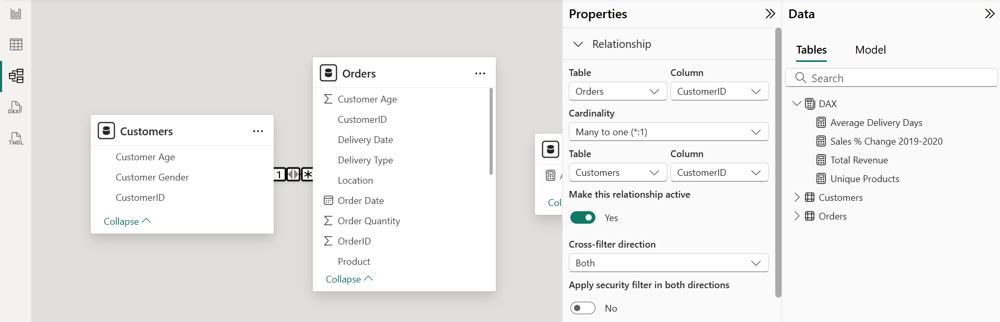 DAX
TMDL
Customers
Customer Age
Customer Gender
CustomerID
Collapse
1
*
Orders
Customer Age
CustomerID
Delivery Date
Delivery Type
Location
Order Date
Order Quantity
OrderID
Product
Collapse
Col
Properties
Relationship
Table Column
Orders CustomerID
Cardinality
Many to one (*:1)
Table Column
Customers CustomerID
Make this relationship active
Yes
Cross-filter direction
Both
Apply security filter in both directions
No
Data
Tables Model
Search
DAX
Average Delivery Days
Sales % Change 2019-2020
Total Revenue
Unique Products
Customers
Orders